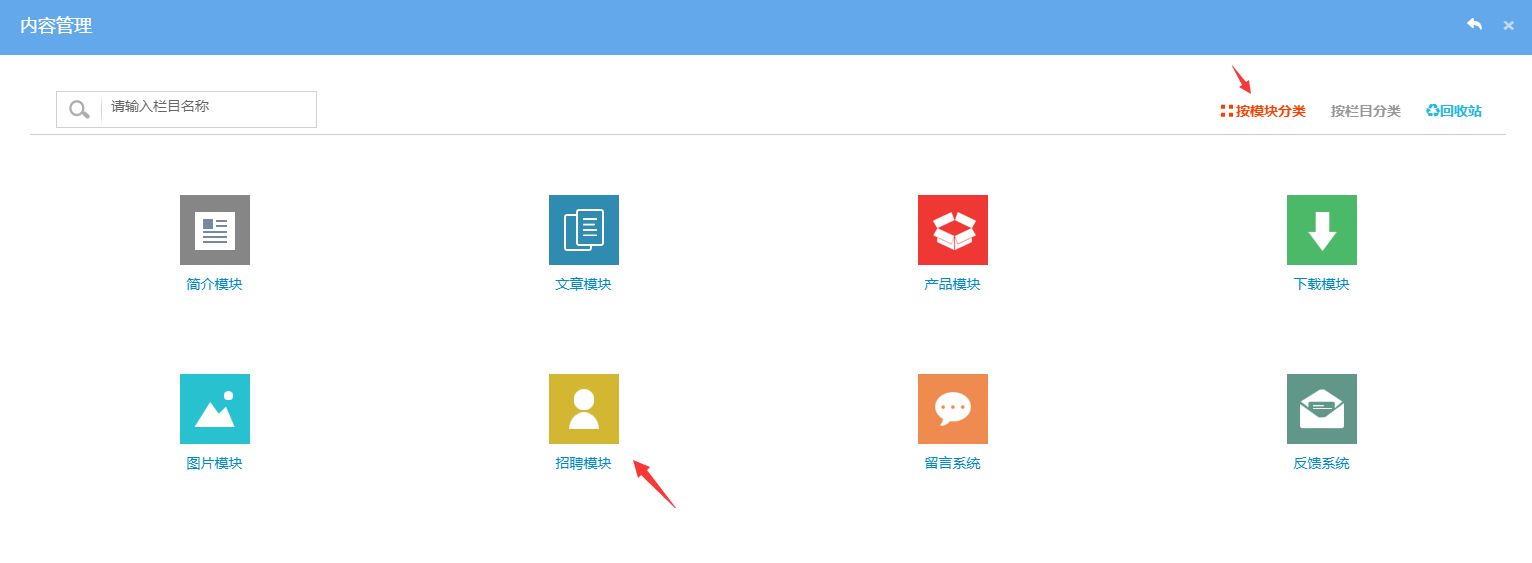 内容管理
请输入栏目名称
按模块分类 按栏目分类 回收站
简介模块 文章模块 产品模块 下载模块
图片模块 招聘模块 留言系统 反馈系统